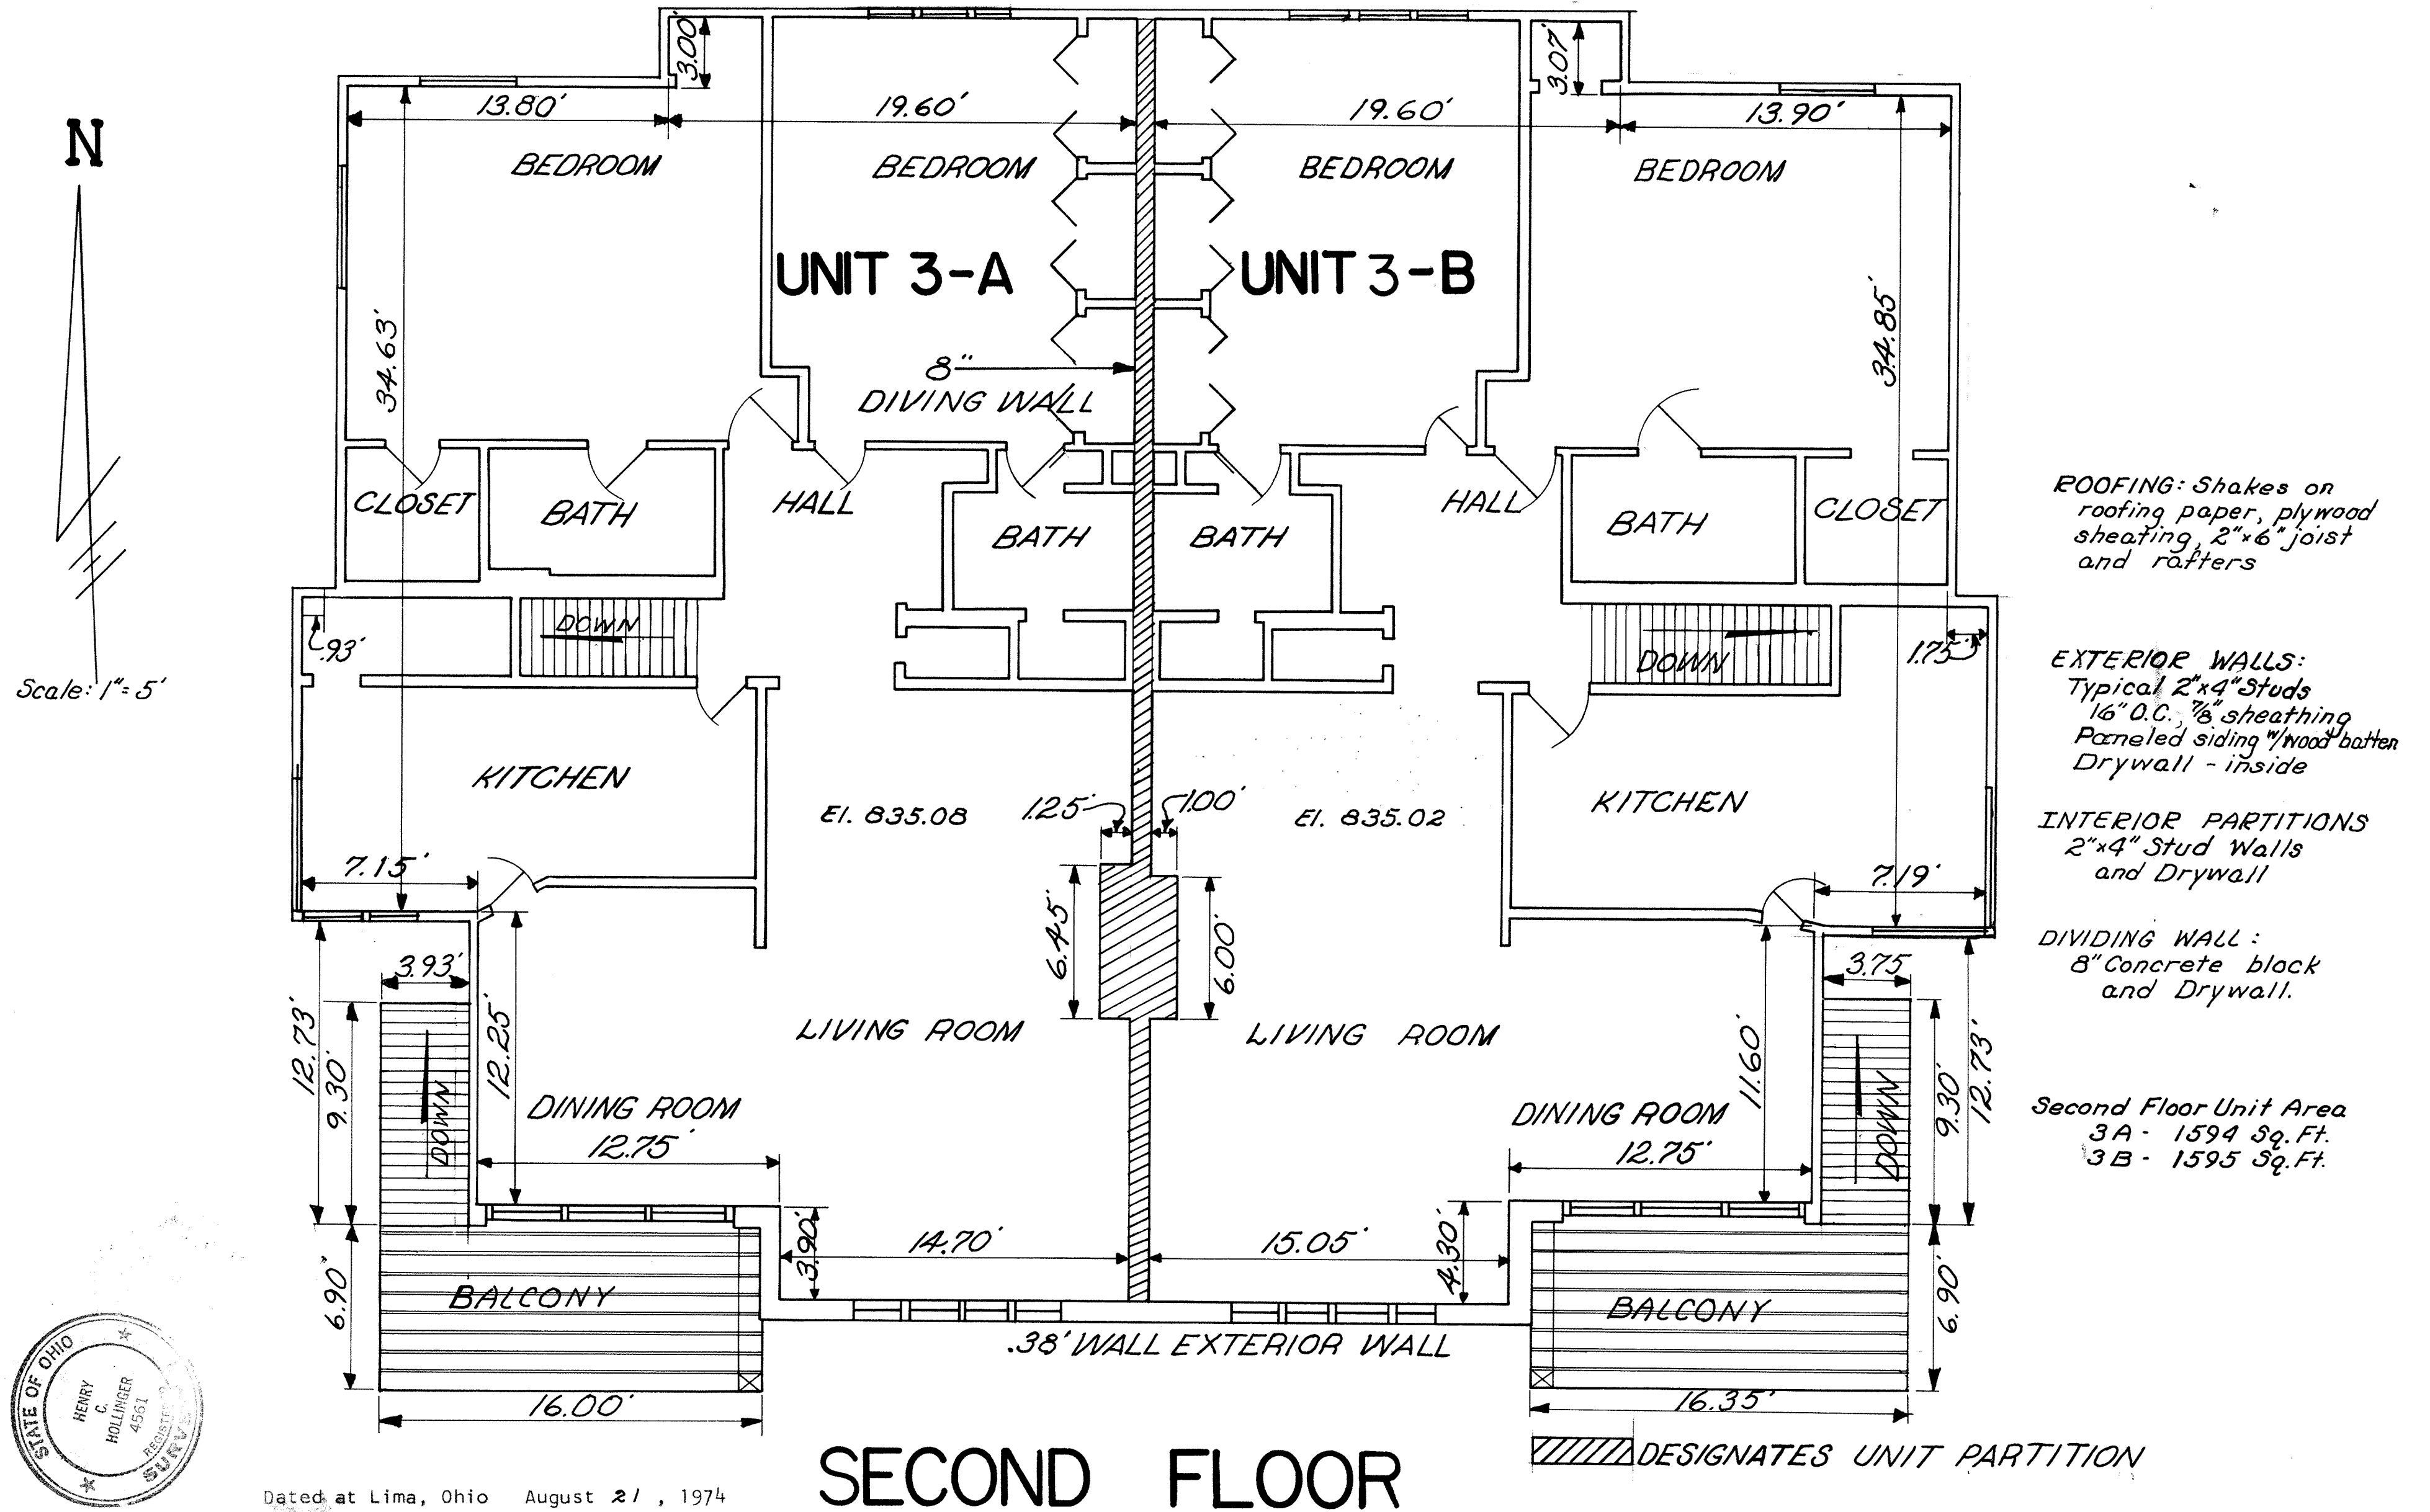 3.00'
3.07'
13.80'
19.60'
19.60'
13.90'
N
BEDROOM
BEDROOM
BEDROOM
BEDROOM
UNIT 3-A
UNIT 3-B
34.63'
34.85'
8"
DIVING WALL
CLOSET
BATH
HALL
BATH
BATH
HALL
BATH
CLOSET
ROOFING: Shakes on
roofing paper, plywood
sheating, 2"x6" joist
and rafters
DOWN
DOWN
.93'
1.75'
Scale: 1"= 5'
EXTERIOR WALLS:
Typical 2"x4" Studs
16" O.C., 7/8" sheathing
Paneled siding w/wood batten
Drywall - inside
KITCHEN
KITCHEN
El. 835.08
1.25'
1.00'
El. 835.02
INTERIOR PARTITIONS
2"x4" Stud Walls
and Drywall
7.15'
7.19'
6.45'
6.00'
DIVIDING WALL:
8" Concrete block
and Drywall.
3.93'
3.75
12.73'
9.30'
12.25'
LIVING ROOM
LIVING ROOM
11.60'
9.30'
12.73'
DOWN
DOWN
DINING ROOM
12.75'
DINING ROOM
12.75'
Second Floor Unit Area
3A - 1594 Sq. Ft.
3B - 1595 Sq. Ft.
3.90'
14.70'
15.05'
4.30'
6.90"
BALCONY
BALCONY
6.90'
.38' WALL EXTERIOR WALL
16.00'
16.35'
STATE OF OHIO
HENRY
C.
HOLLINGER
4561
REGISTERED
SURVEYOR
DESIGNATES UNIT PARTITION
SECOND FLOOR
Dated at Lima, Ohio August 21, 1974